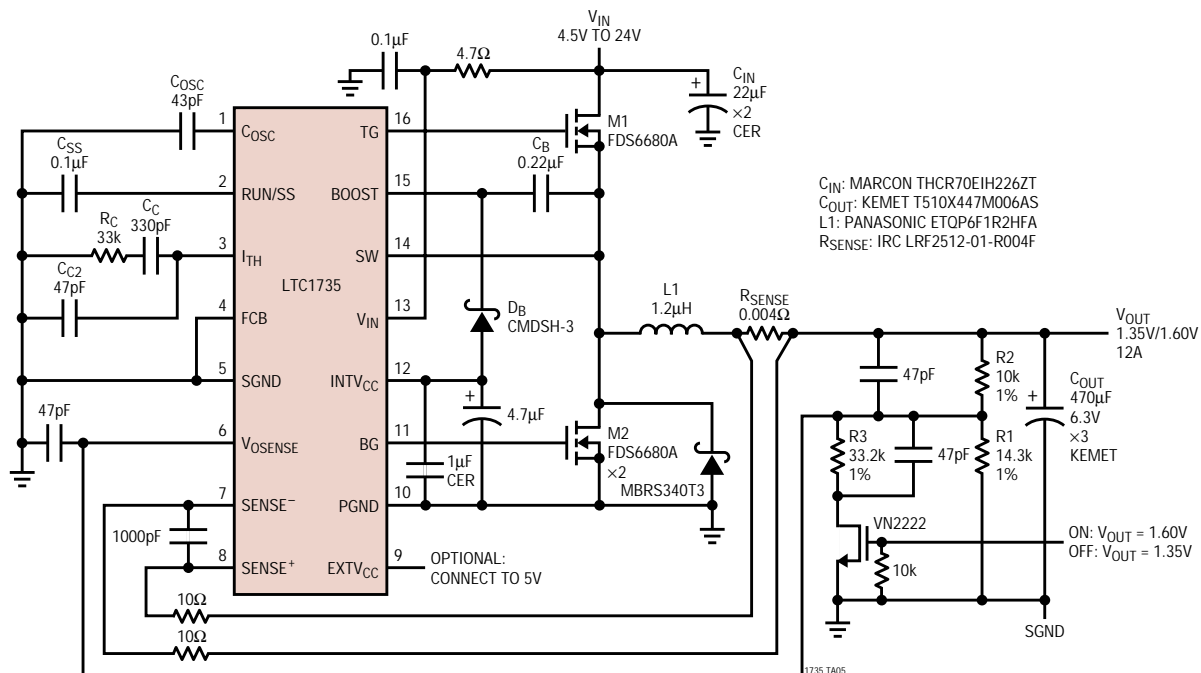 VIN
4.5V TO 24V
0.1µF
4.7Ω
+
CIN
22µF
×2
CER
COSC
43pF
1
COSC
TG
16
M1
FDS6680A
CSS
0.1µF
2
RUN/SS
BOOST
15
CB
0.22µF
CIN: MARCON THCR70EIH226ZT
COUT: KEMET T510X447M006AS
L1: PANASONIC ETQP6F1R2HFA
RSENSE: IRC LRF2512-01-R004F
RC
33k
CC
330pF
3
ITH
SW
14
LTC1735
CC2
47pF
4
FCB
VIN
13
DB
CMDSH-3
L1
1.2µH
RSENSE
0.004Ω
VOUT
1.35V/1.60V
12A
5
SGND
INTVCC
12
+
4.7µF
47pF
R2
10k
1%
+
COUT
470µF
6.3V
×3
KEMET
47pF
6
VOSENSE
BG
11
M2
FDS6680A
×2
1µF
CER
MBRS340T3
R3
33.2k
1%
47pF
R1
14.3k
1%
7
SENSE–
PGND
10
1000pF
8
SENSE+
EXTVCC
9
OPTIONAL:
CONNECT TO 5V
VN2222
10k
ON: VOUT = 1.60V
OFF: VOUT = 1.35V
10Ω
10Ω
SGND
1735 TA05